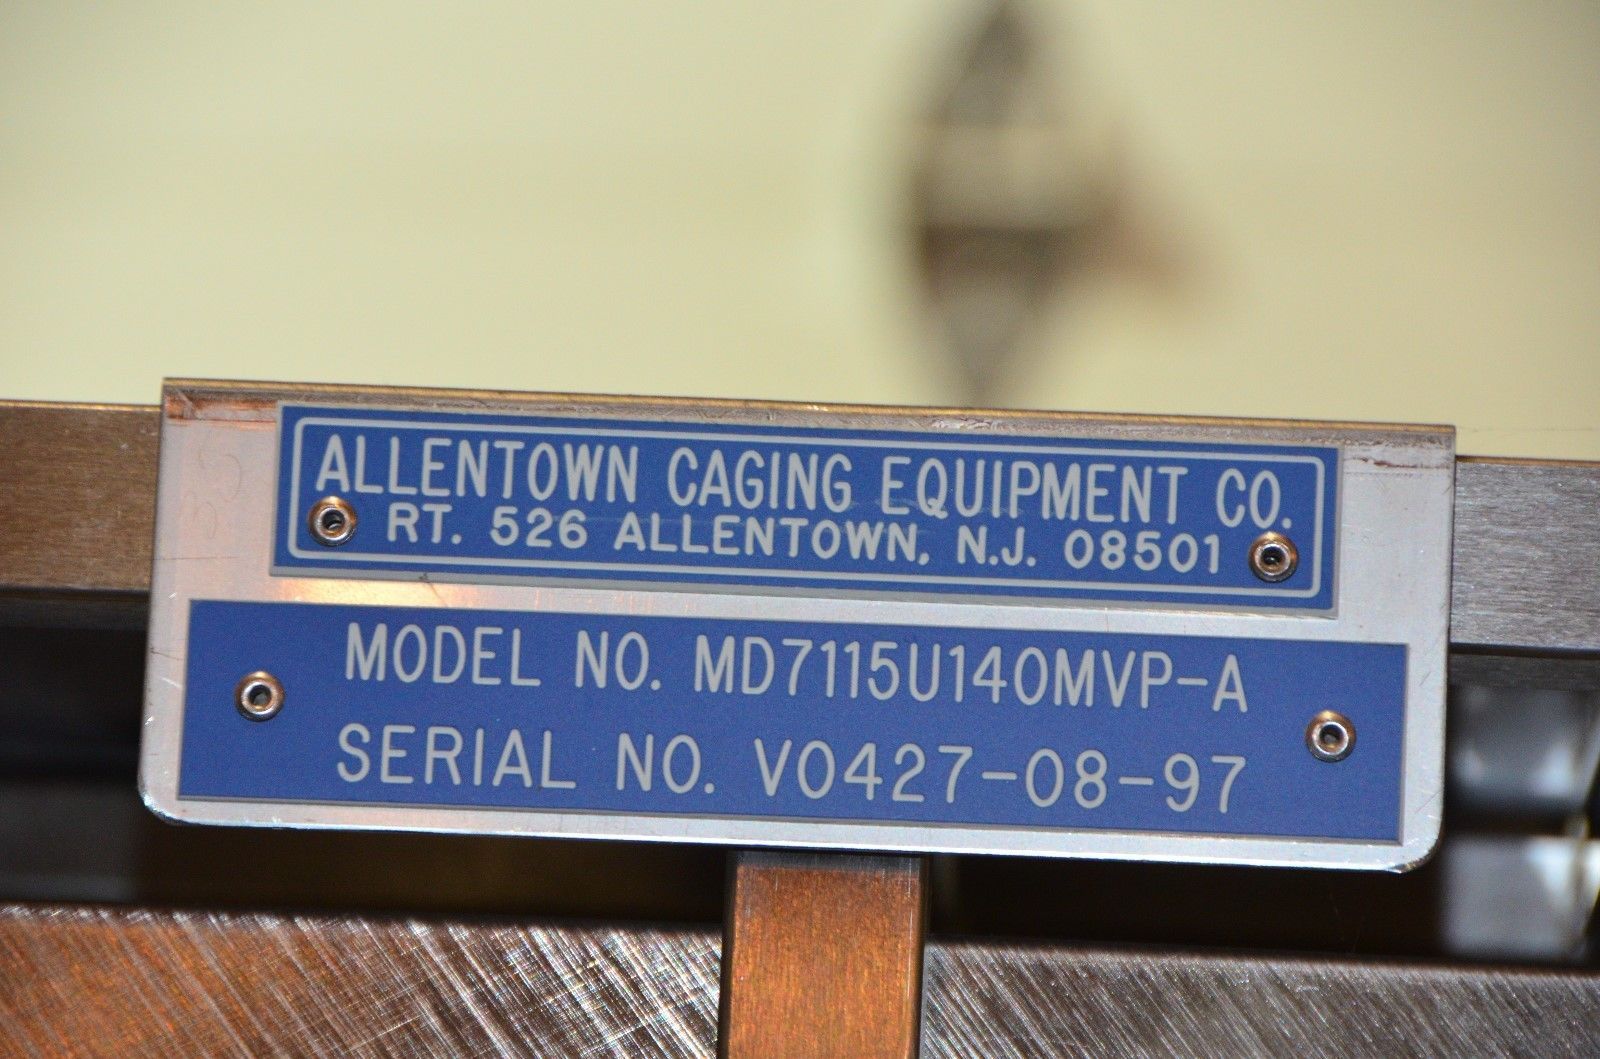 ALLENTOWN CAGING EQUIPMENT CO.
RT. 526 ALLENTOWN, N.J. 08501
MODEL NO. MD7115U140MVP-A
SERIAL NO. V0427-08-97